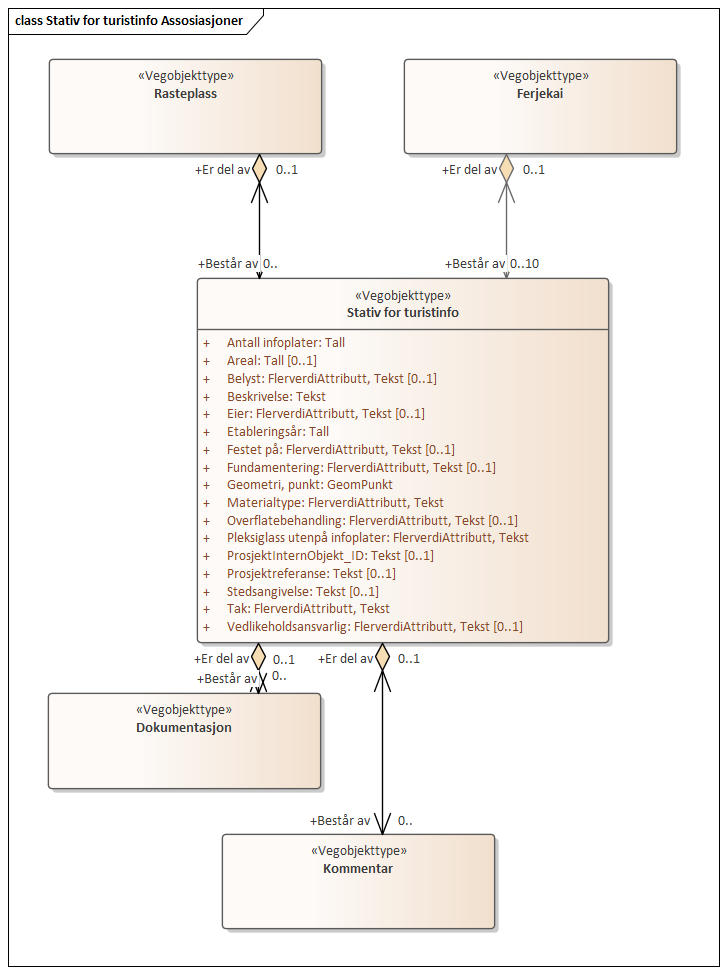 class Stativ for turistinfo Assosiasjoner
«Vegobjekttype»
Rasteplass
«Vegobjekttype»
Ferjekai
+Er del av 0..1
+Er del av 0..1
+Består av 0..
+Består av 0..10
«Vegobjekttype»
Stativ for turistinfo
+ Antall infoplater: Tall
+ Areal: Tall [0..1]
+ Belyst: FlerverdiAttributt, Tekst [0..1]
+ Beskrivelse: Tekst
+ Eier: FlerverdiAttributt, Tekst [0..1]
+ Etableringsår: Tall
+ Festet på: FlerverdiAttributt, Tekst [0..1]
+ Fundamentering: FlerverdiAttributt, Tekst [0..1]
+ Geometri, punkt: GeomPunkt
+ Materialtype: FlerverdiAttributt, Tekst
+ Overflatebehandling: FlerverdiAttributt, Tekst [0..1]
+ Pleksiglass utenpå infoplater: FlerverdiAttributt, Tekst
+ ProsjektInternObjekt_ID: Tekst [0..1]
+ Prosjektreferanse: Tekst [0..1]
+ Stedsangivelse: Tekst [0..1]
+ Tak: FlerverdiAttributt, Tekst
+ Vedlikeholdsansvarlig: FlerverdiAttributt, Tekst [0..1]
+Er del av 0..1
+Er del av 0..1
+Består av 0..
«Vegobjekttype»
Dokumentasjon
+Består av 0..
«Vegobjekttype»
Kommentar